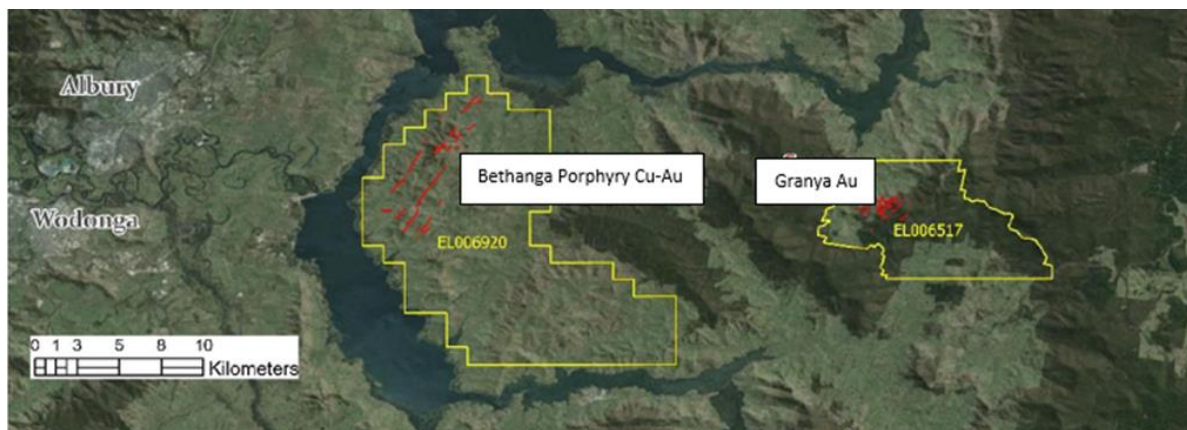 Albury
Wodonga
Bethanga Porphyry Cu-Au
Granya Au
EL006920
EL006517
0 1 3 5 8 10
Kilometers